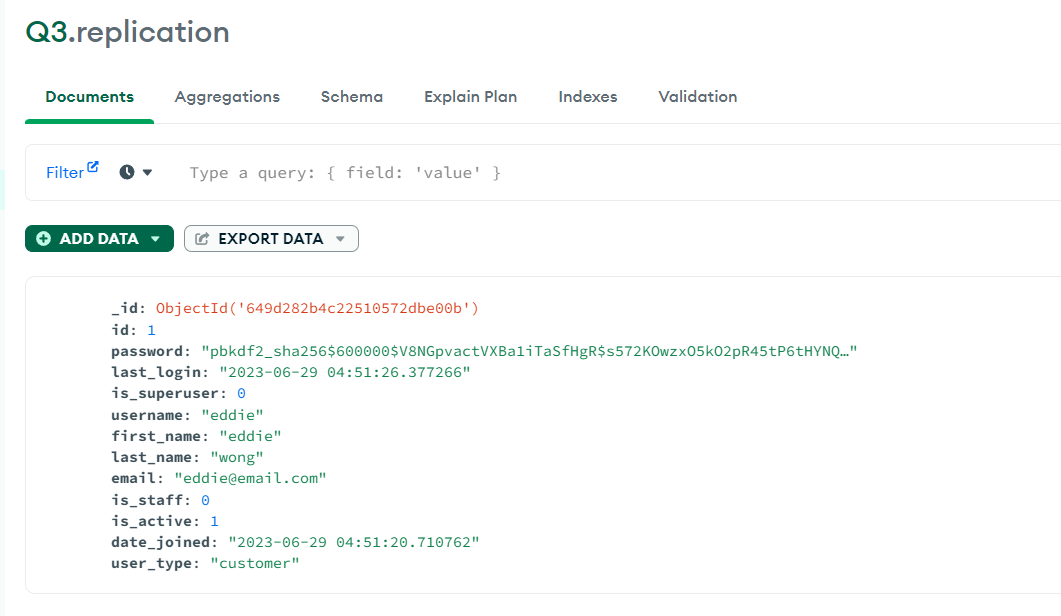 Q3.replication
Documents Aggregations Schema Explain Plan Indexes Validation
Filter Type a query: { field: 'value' }
ADD DATA EXPORT DATA
_id: ObjectId('649d282b4c22510572dbe00b')
id: 1
password: "pbkdf2_sha256$600000$V8NGpvactVXBa1iTaSfHgR$s572KOwzxO5kO2pR45tP6tHYNQ…"
last_login: "2023-06-29 04:51:26.377266"
is_superuser: 0
username: "eddie"
first_name: "eddie"
last_name: "wong"
email: "eddie@email.com"
is_staff: 0
is_active: 1
date_joined: "2023-06-29 04:51:20.710762"
user_type: "customer"